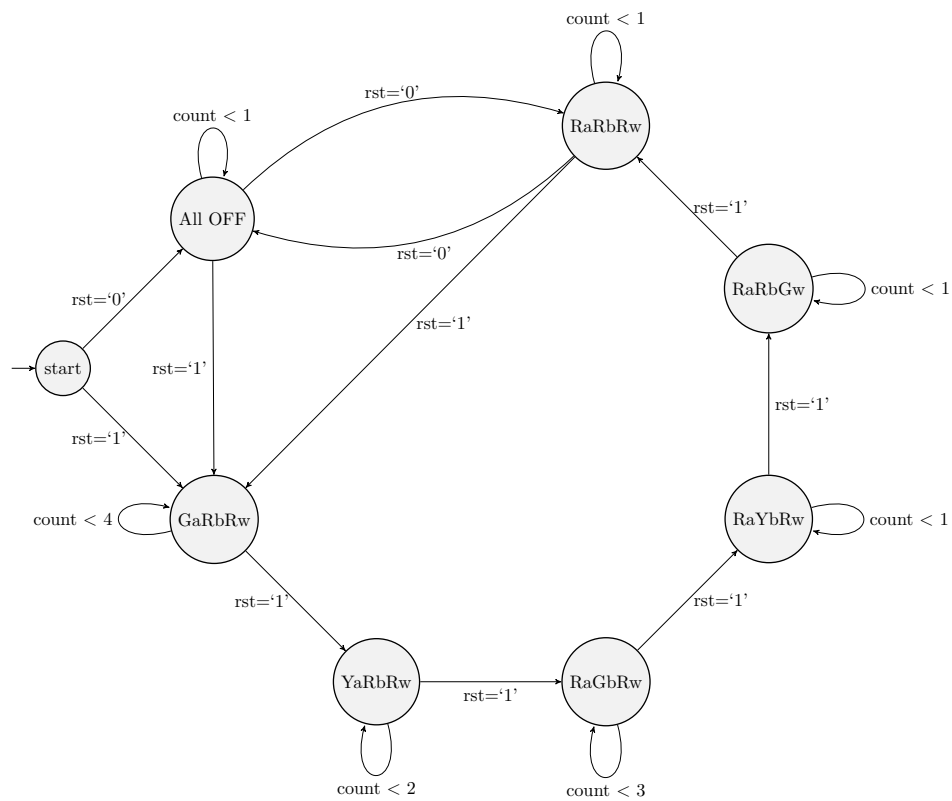 count < 1
rst=‘0’
RaRbRw
count < 1
All OFF
rst=‘1’
rst=‘0’
RaRbGw
count < 1
rst=‘0’
rst=‘1’
start
rst=‘1’
rst=‘1’
rst=‘1’
count < 4
GaRbRw
RaYbRw
count < 1
rst=‘1’
rst=‘1’
YaRbRw
rst=‘1’
RaGbRw
count < 2
count < 3